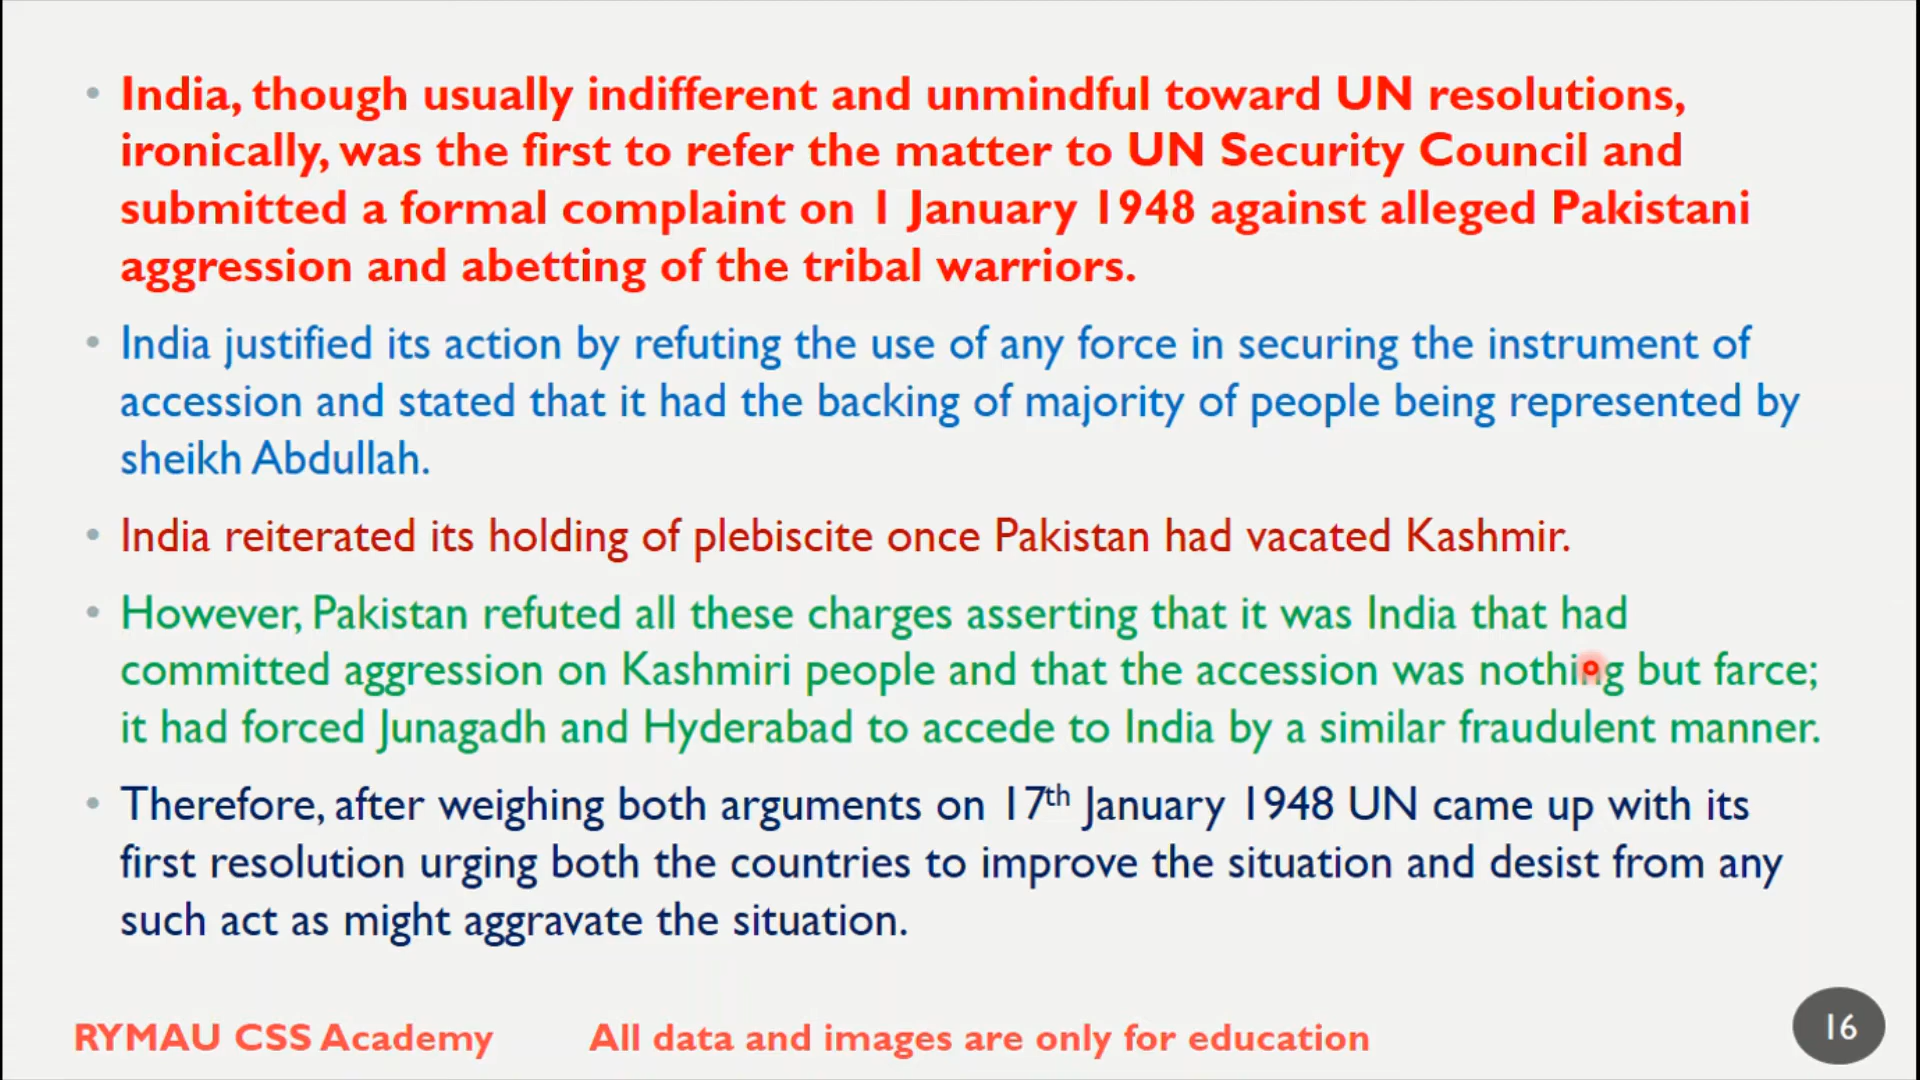 • India, though usually indifferent and unmindful toward UN resolutions,
ironically, was the first to refer the matter to UN Security Council and
submitted a formal complaint on 1 January 1948 against alleged Pakistani
aggression and abetting of the tribal warriors.
• India justified its action by refuting the use of any force in securing the instrument of
accession and stated that it had the backing of majority of people being represented by
sheikh Abdullah.
• India reiterated its holding of plebiscite once Pakistan had vacated Kashmir.
• However, Pakistan refuted all these charges asserting that it was India that had
committed aggression on Kashmiri people and that the accession was nothing but farce;
it had forced Junagadh and Hyderabad to accede to India by a similar fraudulent manner.
• Therefore, after weighing both arguments on 17th January 1948 UN came up with its
first resolution urging both the countries to improve the situation and desist from any
such act as might aggravate the situation.
RYMAU CSS Academy All data and images are only for education
16